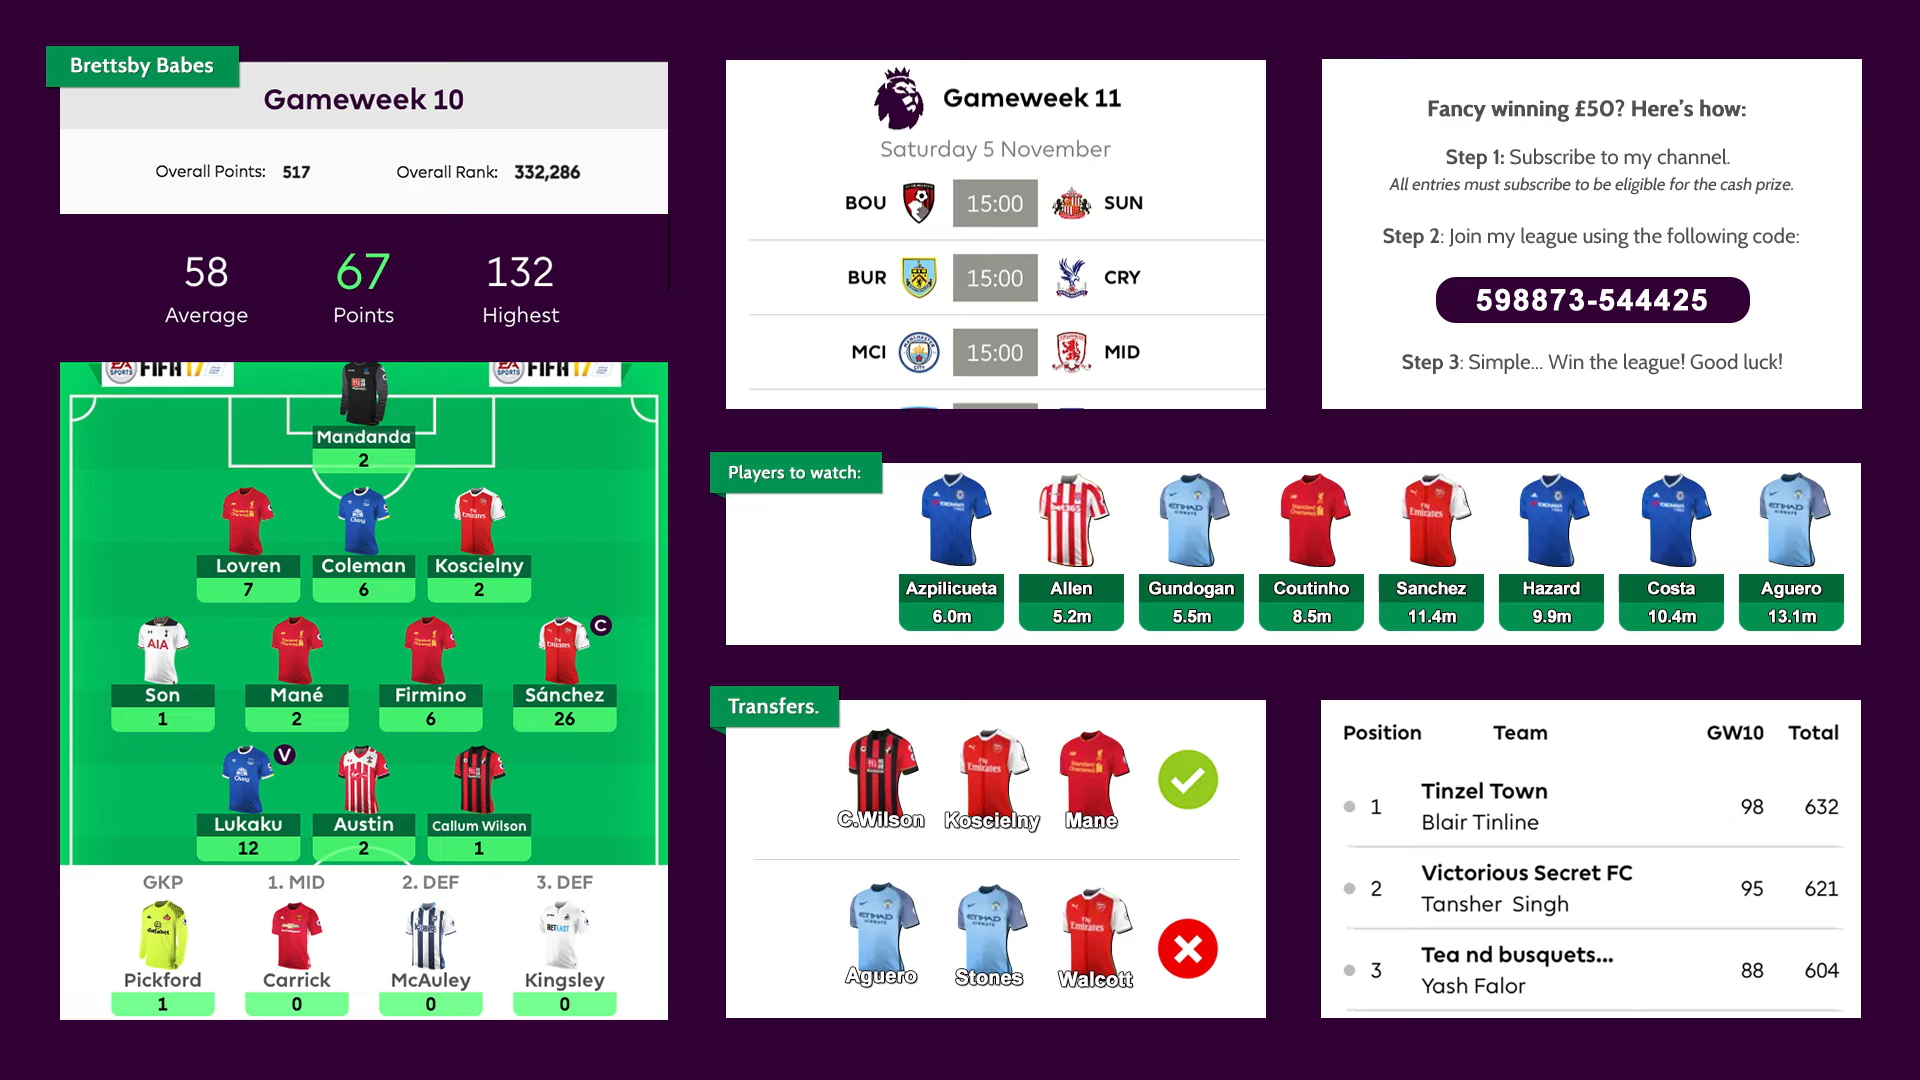 Brettsby Babes
Gameweek 10
Overall Points: 517 Overall Rank: 332,286
58 67 132
Average Points Highest
EA SPORTS FIFA 17 EA SPORTS FIFA 17
Mandanda
2
Lovren Coleman Koscielny
7 6 2
C
AIA
Son Mané Firmino Sánchez
1 2 6 26
V
Lukaku Austin Callum Wilson
12 2 1
GKP 1. MID 2. DEF 3. DEF
Pickford Carrick McAuley Kingsley
1 0 0 0
Gameweek 11
Saturday 5 November
BOU 15:00 SUN
BUR 15:00 CRY
MCI 15:00 MID
Fancy winning £50? Here's how:
Step 1: Subscribe to my channel.
All entries must subscribe to be eligible for the cash prize.
Step 2: Join my league using the following code:
598873-544425
Step 3: Simple... Win the league! Good luck!
Players to watch:
Azpilicueta Allen Gundogan Coutinho Sanchez Hazard Costa Aguero
6.0m 5.2m 5.5m 8.5m 11.4m 9.9m 10.4m 13.1m
Transfers.
C.Wilson Koscielny Mane
Aguero Stones Walcott
Position Team GW10 Total
1 Tinzel Town 98 632
Blair Tinline
2 Victorious Secret FC 95 621
Tansher Singh
3 Tea nd busquets... 88 604
Yash Falor